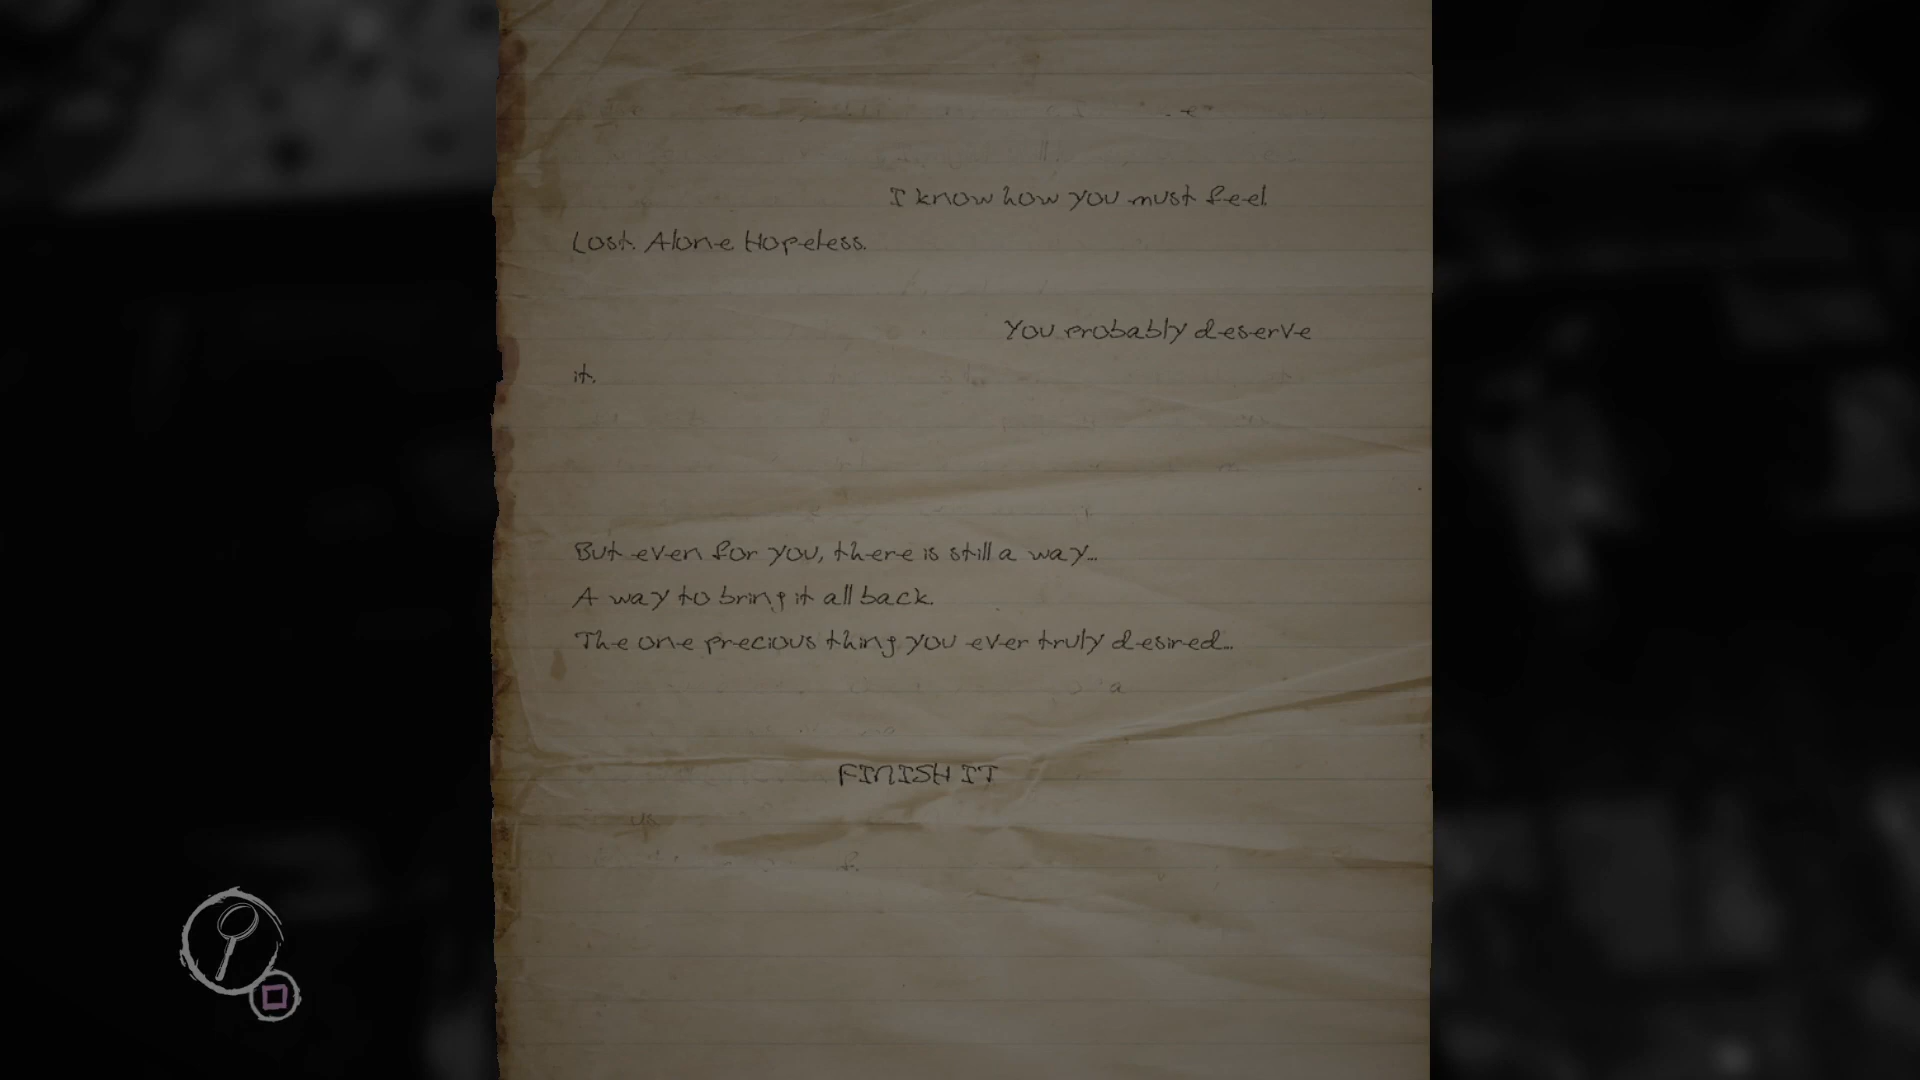 I know how you must feel.
Lost. Alone. Hopeless.
You probably deserve
it.
But even for you, there is still a way...
A way to bring it all back.
The one precious thing you ever truly desired...
FINISH IT